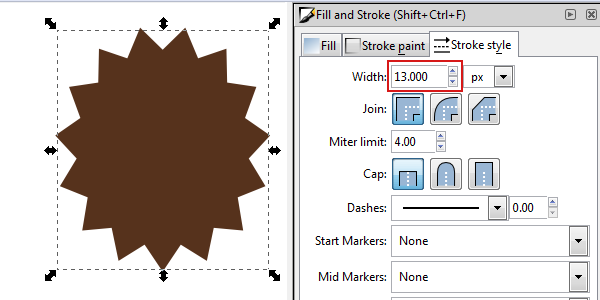 Fill and Stroke (Shift+Ctrl+F)
Fill Stroke paint Stroke style
Width: 13.000 px
Join:
Miter limit: 4.00
Cap:
Dashes: 0.00
Start Markers: None
Mid Markers: None